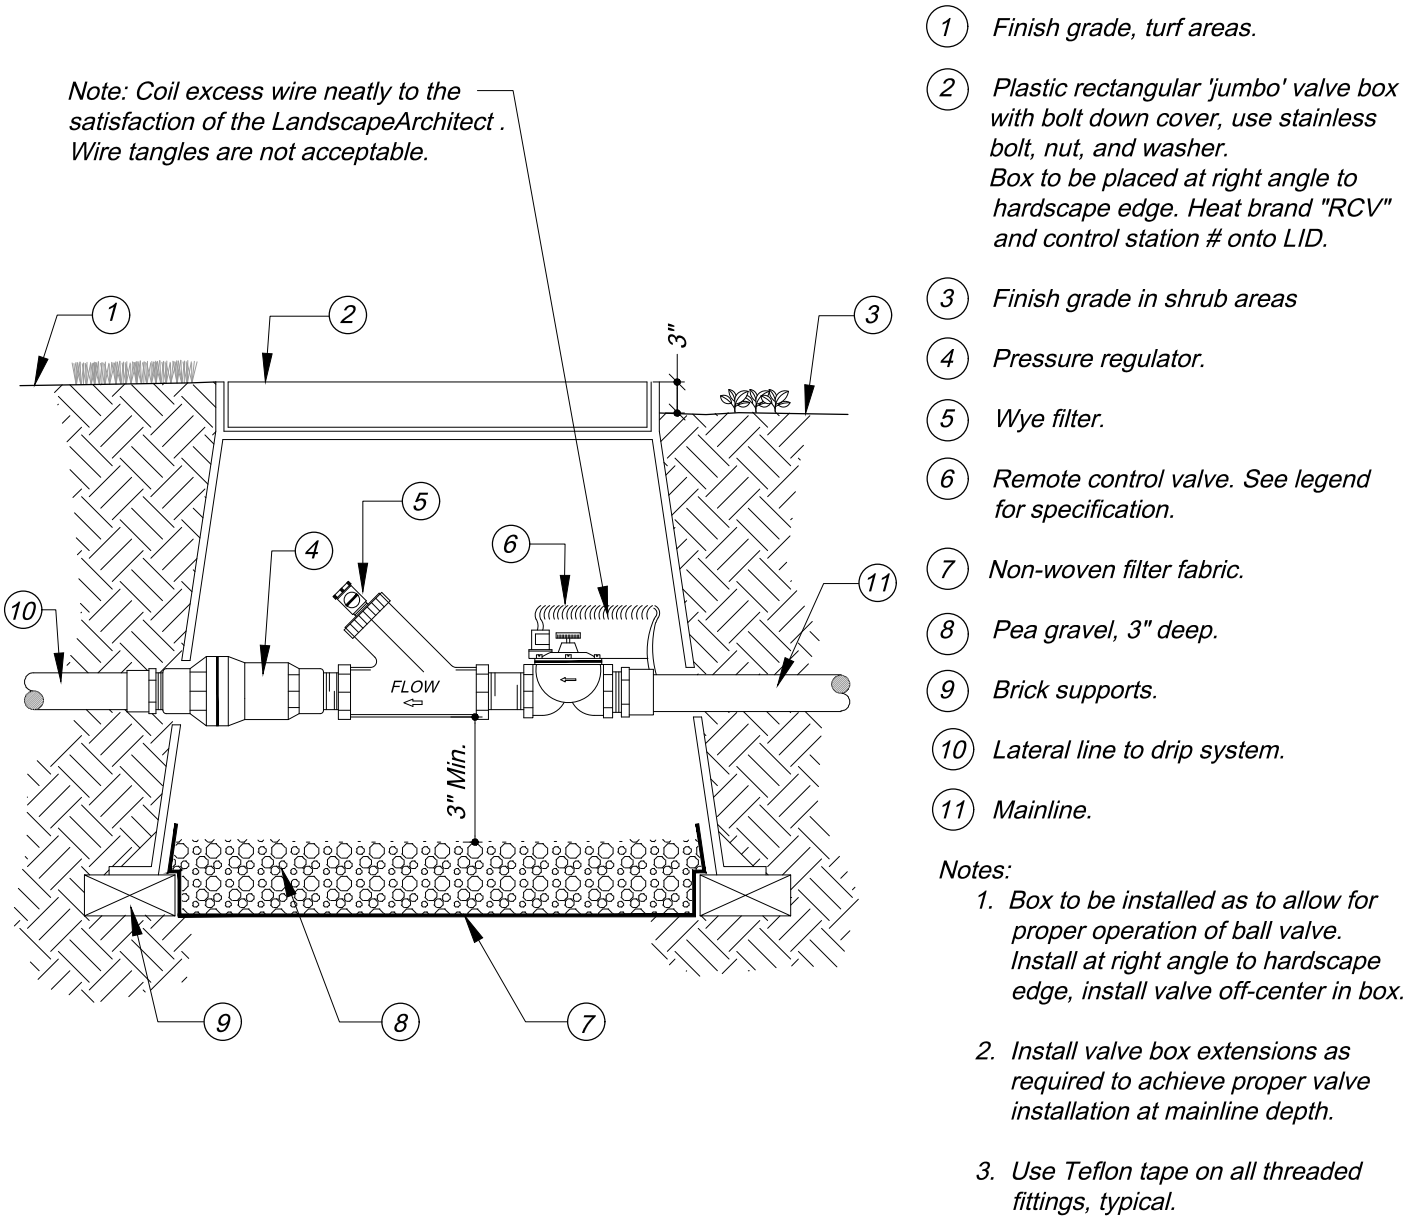 Note: Coil excess wire neatly to the
satisfaction of the LandscapeArchitect .
Wire tangles are not acceptable.
1
2
3"
3
5
4
6
11
10
FLOW
3" Min.
9
8
7
1 Finish grade, turf areas.
2 Plastic rectangular 'jumbo' valve box
with bolt down cover, use stainless
bolt, nut, and washer.
Box to be placed at right angle to
hardscape edge. Heat brand "RCV"
and control station # onto LID.
3 Finish grade in shrub areas
4 Pressure regulator.
5 Wye filter.
6 Remote control valve. See legend
for specification.
7 Non-woven filter fabric.
8 Pea gravel, 3" deep.
9 Brick supports.
10 Lateral line to drip system.
11 Mainline.
Notes:
1. Box to be installed as to allow for
proper operation of ball valve.
Install at right angle to hardscape
edge, install valve off-center in box.
2. Install valve box extensions as
required to achieve proper valve
installation at mainline depth.
3. Use Teflon tape on all threaded
fittings, typical.